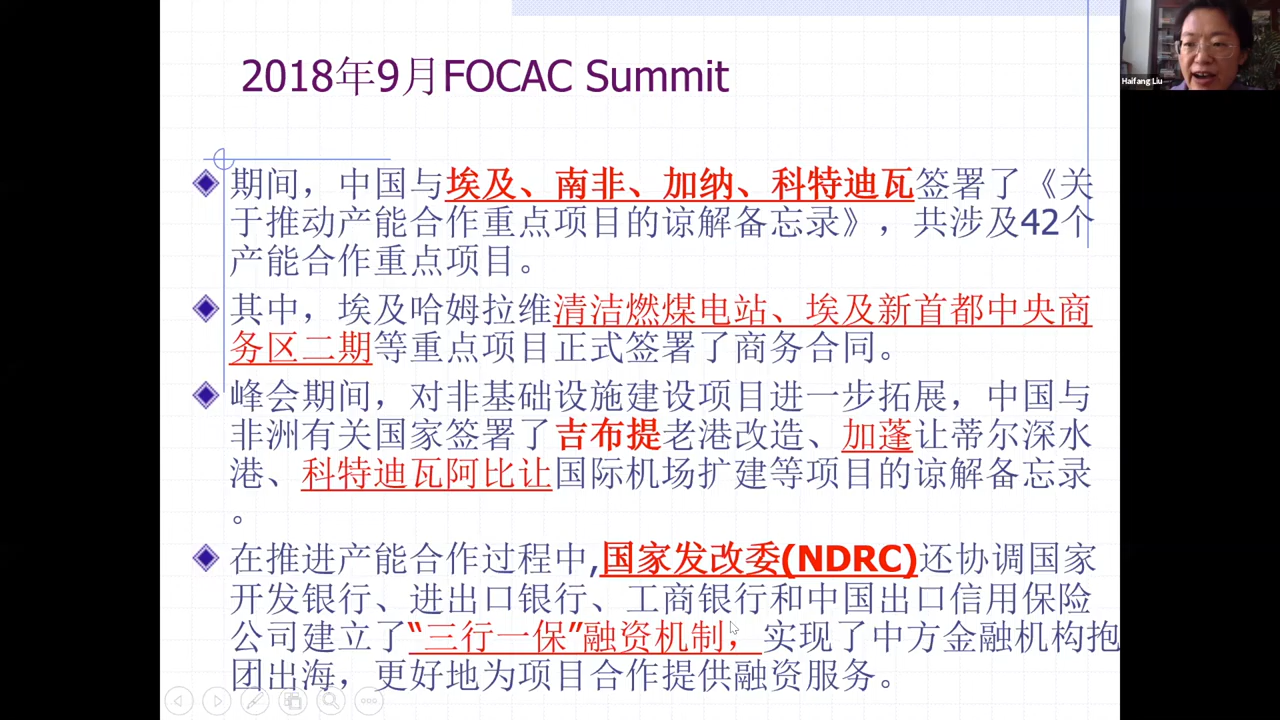 2018年9月FOCAC Summit
Haifang Liu
期间，中国与埃及、南非、加纳、科特迪瓦签署了《关
于推动产能合作重点项目的谅解备忘录》，共涉及42个
产能合作重点项目。
其中，埃及哈姆拉维清洁燃煤电站、埃及新首都中央商
务区二期等重点项目正式签署了商务合同。
峰会期间，对非基础设施建设项目进一步拓展，中国与
非洲有关国家签署了吉布提老港改造、加蓬让蒂尔深水
港、科特迪瓦阿比让国际机场扩建等项目的谅解备忘录
。
在推进产能合作过程中,国家发改委(NDRC)还协调国家
开发银行、进出口银行、工商银行和中国出口信用保险
公司建立了“三行一保”融资机制，实现了中方金融机构抱
团出海，更好地为项目合作提供融资服务。